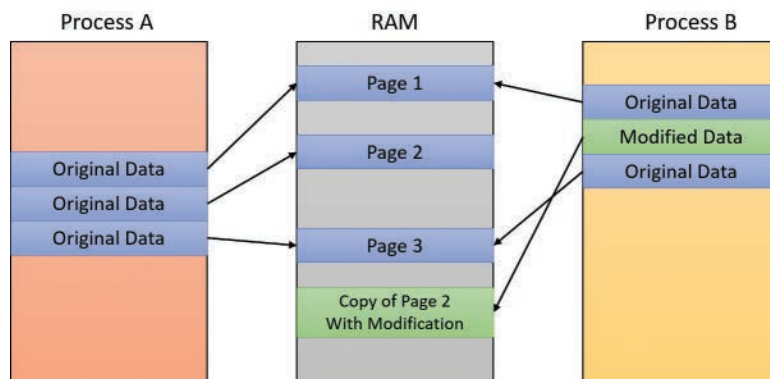 Process A
RAM
Process B
Page 1
Original Data
Modified Data
Page 2
Original Data
Original Data
Original Data
Original Data
Page 3
Copy of Page 2
With Modification